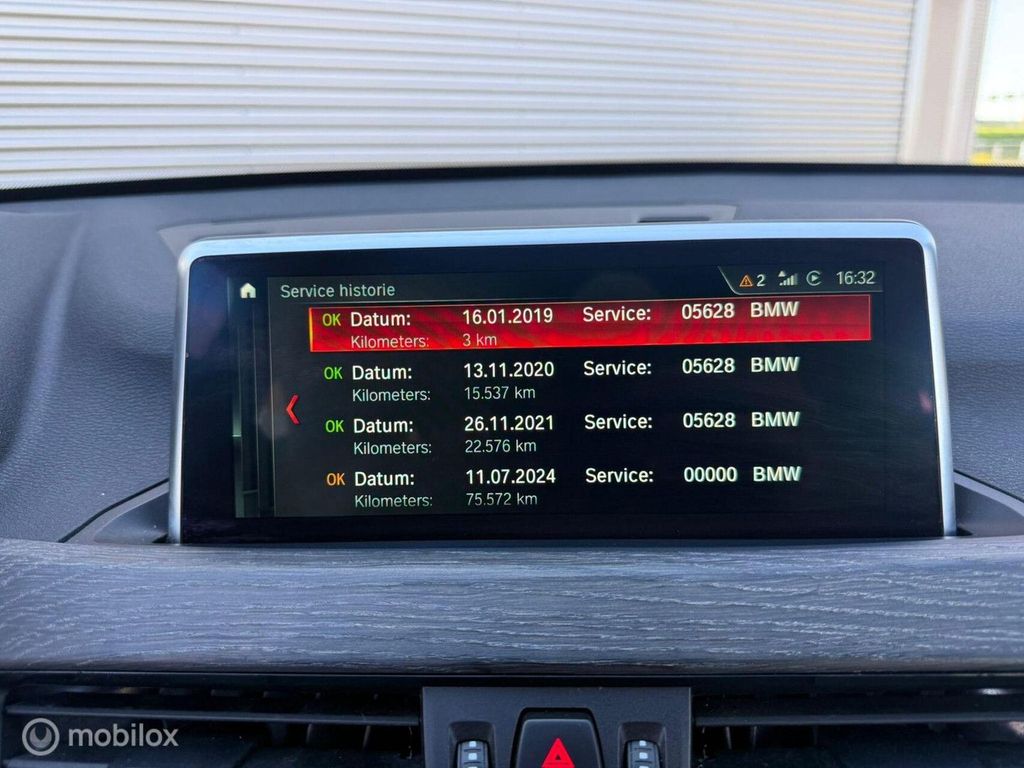 2 16:32
Service historie
OK Datum: 16.01.2019 Service: 05628 BMW
Kilometers: 3 km
OK Datum: 13.11.2020 Service: 05628 BMW
Kilometers: 15.537 km
OK Datum: 26.11.2021 Service: 05628 BMW
Kilometers: 22.576 km
OK Datum: 11.07.2024 Service: 00000 BMW
Kilometers: 75.572 km
mobilox